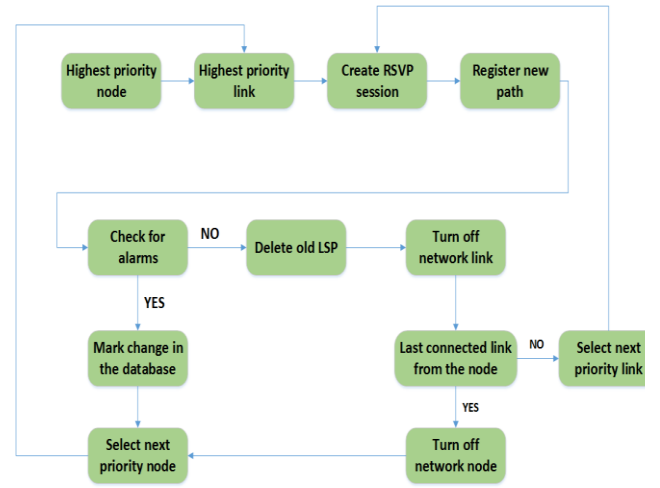 Highest priority
node
Highest priority
link
Create RSVP
session
Register new
path
Check for
alarms
NO
Delete old LSP
Turn off
network link
YES
Mark change in
the database
Last connected link
from the node
NO
Select next
priority link
YES
Select next
priority node
Turn off
network node